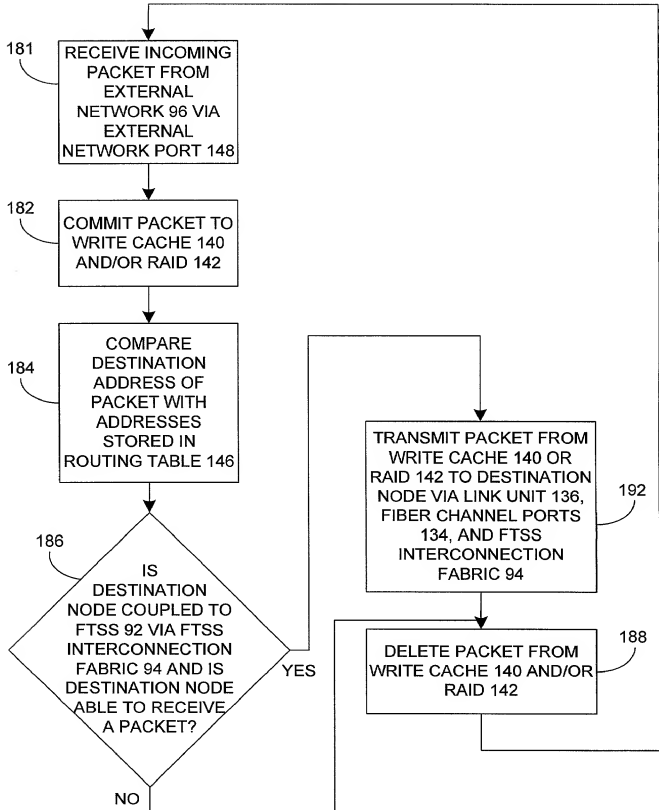 181
RECEIVE INCOMING
PACKET FROM
EXTERNAL
NETWORK 96 VIA
EXTERNAL
NETWORK PORT 148
182
COMMIT PACKET TO
WRITE CACHE 140
AND/OR RAID 142
184
COMPARE
DESTINATION
ADDRESS OF
PACKET WITH
ADDRESSES
STORED IN
ROUTING TABLE 146
186
IS
DESTINATION
NODE COUPLED TO
FTSS 92 VIA FTSS
INTERCONNECTION
FABRIC 94 AND IS
DESTINATION NODE
ABLE TO RECEIVE
A PACKET?
YES
NO
TRANSMIT PACKET FROM
WRITE CACHE 140 OR
RAID 142 TO DESTINATION
NODE VIA LINK UNIT 136,
FIBER CHANNEL PORTS
134, AND FTSS
INTERCONNECTION
FABRIC 94
192
DELETE PACKET FROM
WRITE CACHE 140 AND/OR
RAID 142
188